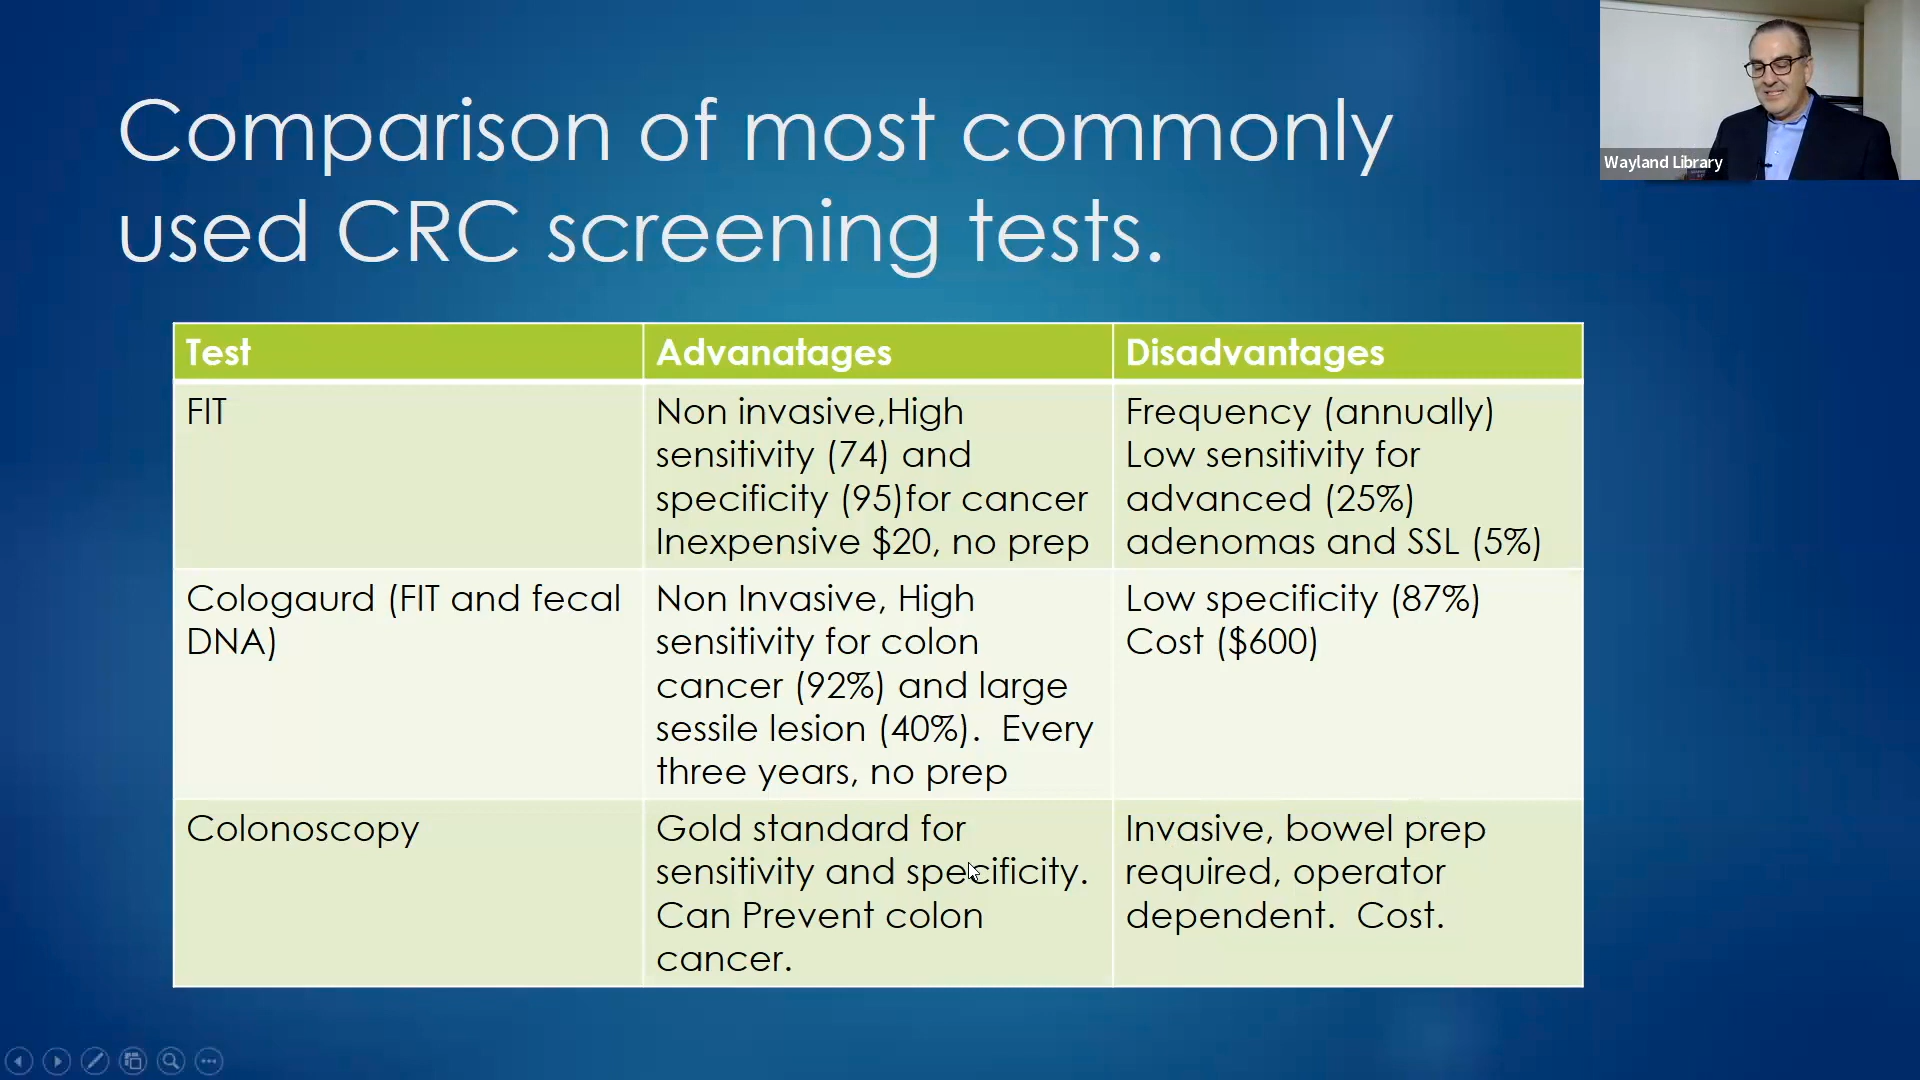 Comparison of most commonly
used CRC screening tests.
Wayland Library
Test
Advanatages
Disadvantages
FIT
Non invasive,High
sensitivity (74) and
specificity (95)for cancer
Inexpensive $20, no prep
Frequency (annually)
Low sensitivity for
advanced (25%)
adenomas and SSL (5%)
Cologaurd (FIT and fecal
DNA)
Non Invasive, High
sensitivity for colon
cancer (92%) and large
sessile lesion (40%).  Every
three years, no prep
Low specificity (87%)
Cost ($600)
Colonoscopy
Gold standard for
sensitivity and specificity.
Can Prevent colon
cancer.
Invasive, bowel prep
required, operator
dependent.  Cost.